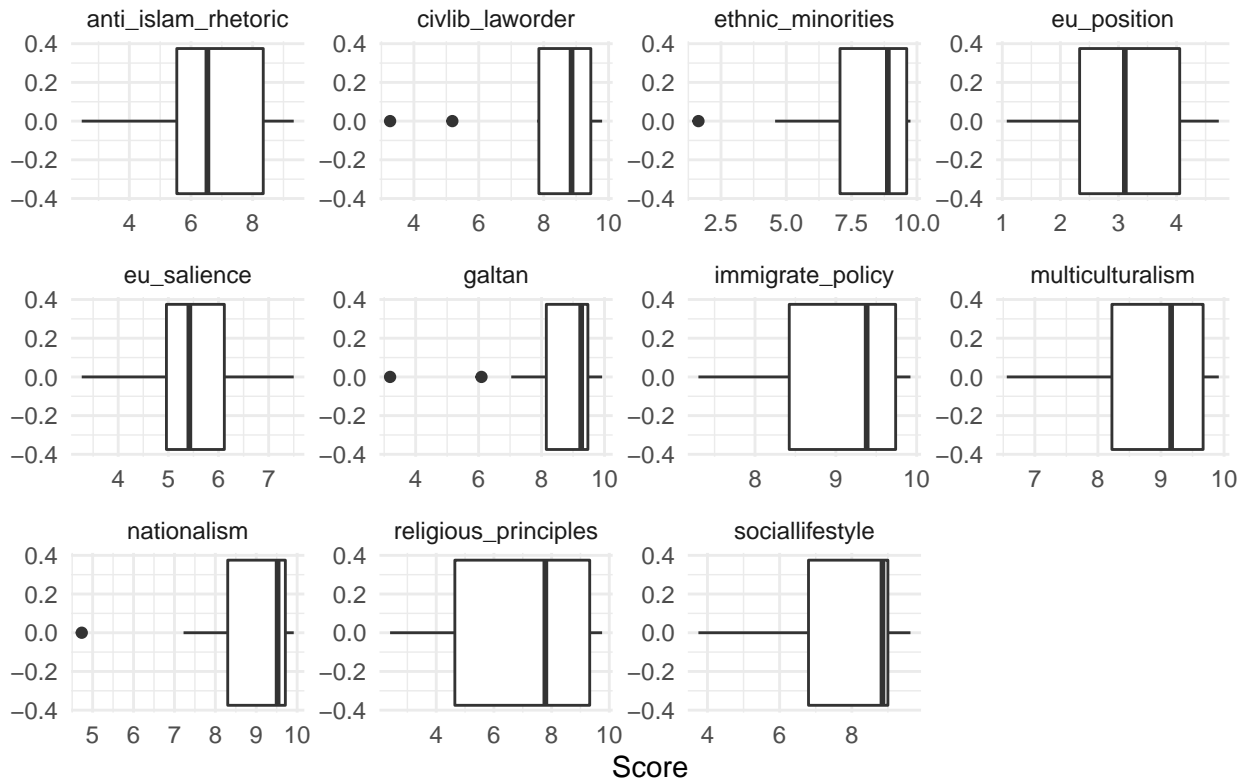 anti_islam_rhetoric civlib_laworder ethnic_minorities eu_position
0.4 0.4 0.4 0.4
0.2 0.2 0.2 0.2
0.0 0.0 0.0 0.0
−0.2 −0.2 −0.2 −0.2
−0.4 −0.4 −0.4 −0.4
4 6 8 4 6 8 10 2.5 5.0 7.5 10.0 1 2 3 4
eu_salience galtan immigrate_policy multiculturalism
0.4 0.4 0.4 0.4
0.2 0.2 0.2 0.2
0.0 0.0 0.0 0.0
−0.2 −0.2 −0.2 −0.2
−0.4 −0.4 −0.4 −0.4
4 5 6 7 4 6 8 10 8 9 10 7 8 9 10
nationalism religious_principles sociallifestyle
0.4 0.4 0.4
0.2 0.2 0.2
0.0 0.0 0.0
−0.2 −0.2 −0.2
−0.4 −0.4 −0.4
5 6 7 8 9 10 4 6 8 10 4 6 8
Score